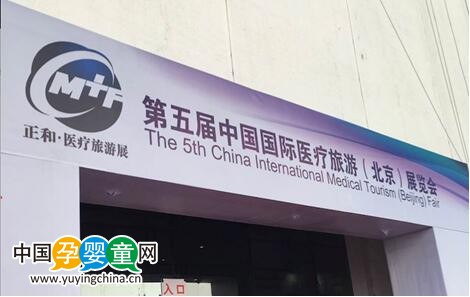 CMTF
正和·医疗旅游展
第五届中国国际医疗旅游(北京)展览会
The 5th China International Medical Tourism (Beijing) Fair
入口
中国孕婴童网
www.yuyingchina.cn